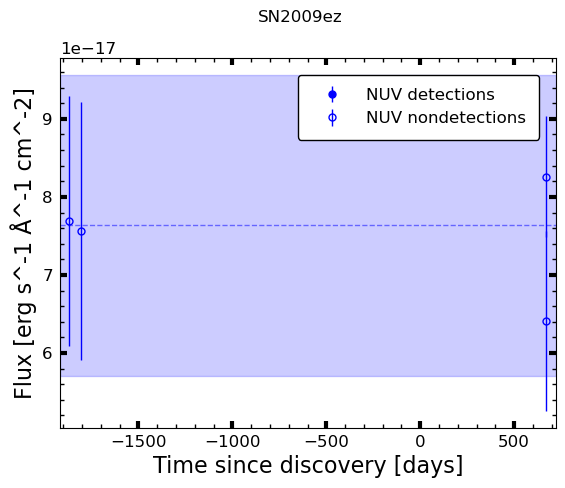 SN2009ez
1e−17
NUV detections
NUV nondetections
9
8
7
6
Flux [erg s^-1 Å^-1 cm^-2]
−1500
−1000
−500
0
500
Time since discovery [days]